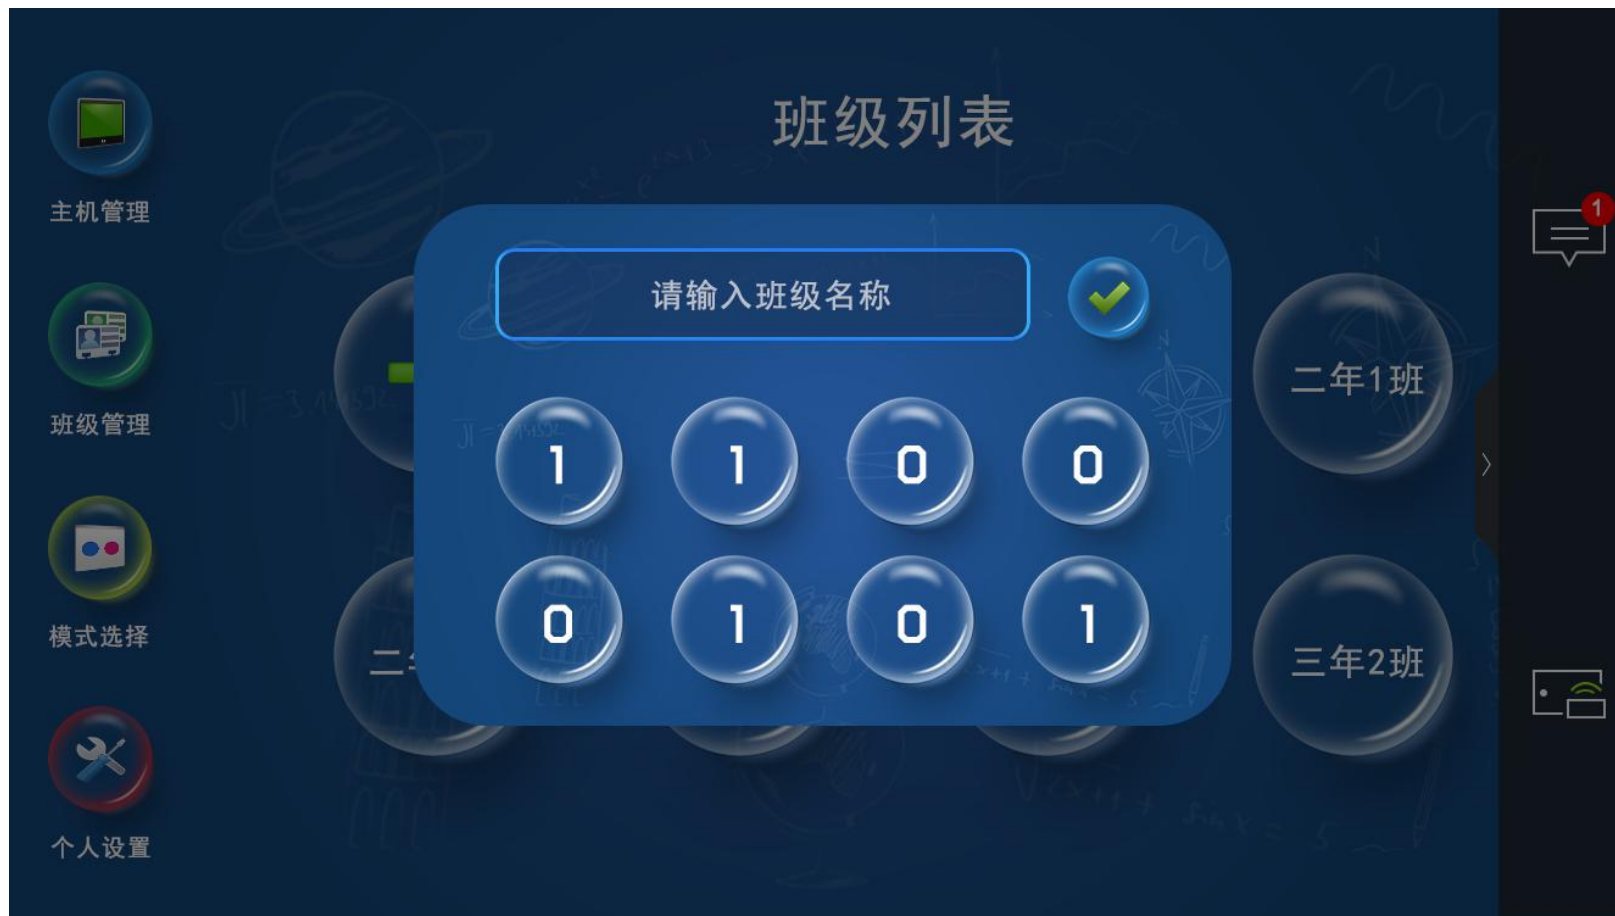 班级列表
主机管理
1
请输入班级名称
班级管理
二年1班
1 1 0 0
0 1 0 1
模式选择
二
三年2班
个人设置